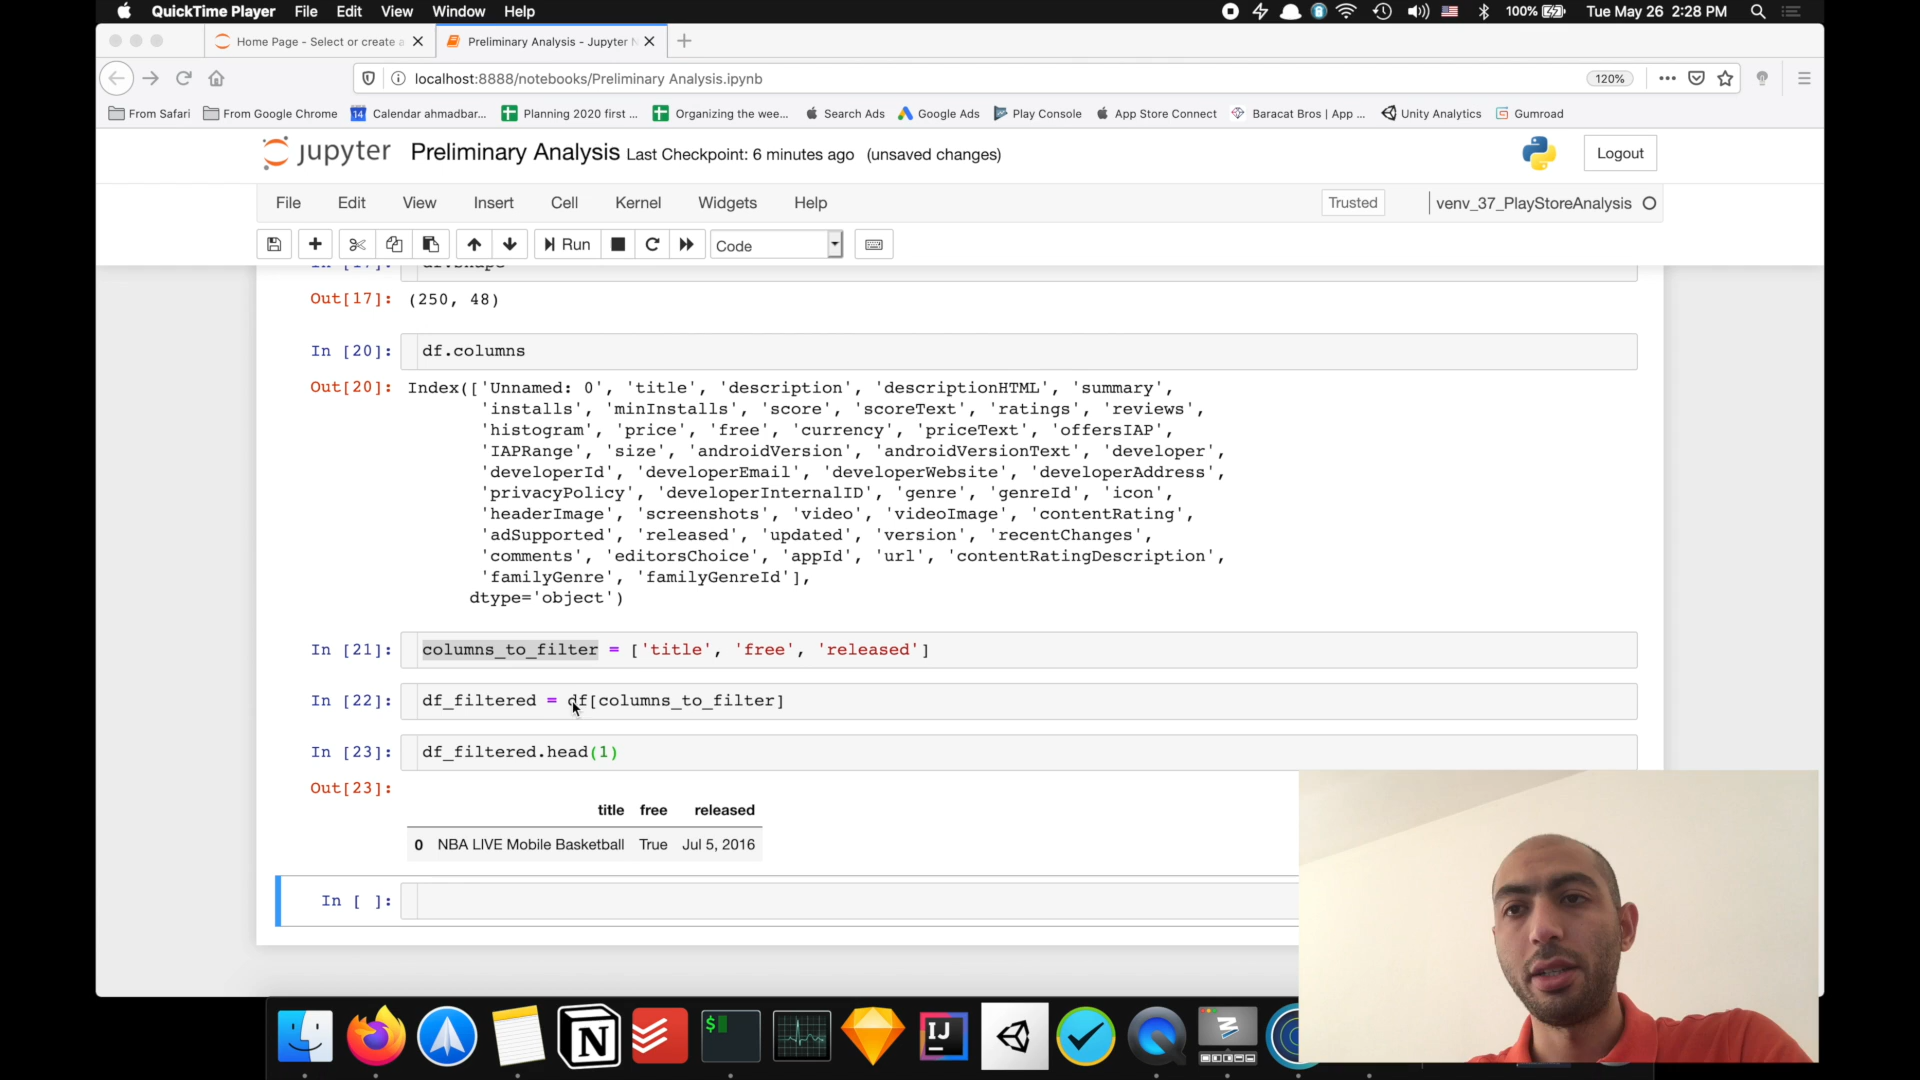 QuickTime Player File Edit View Window Help 100% Tue May 26 2:28 PM
Home Page - Select or create a Preliminary Analysis - Jupyter N
localhost:8888/notebooks/Preliminary Analysis.ipynb 120%
From Safari From Google Chrome 14 Calendar ahmadbar... Planning 2020 first ... Organizing the wee... Search Ads Google Ads Play Console App Store Connect Baracat Bros | App ... Unity Analytics Gumroad
jupyter Preliminary Analysis Last Checkpoint: 6 minutes ago (unsaved changes) Logout
File Edit View Insert Cell Kernel Widgets Help Trusted venv_37_PlayStoreAnalysis
Run Code
In [17]: df.shape
Out[17]: (250, 48)
In [20]: df.columns
Out[20]: Index(['Unnamed: 0', 'title', 'description', 'descriptionHTML', 'summary',
'installs', 'minInstalls', 'score', 'scoreText', 'ratings', 'reviews',
'histogram', 'price', 'free', 'currency', 'priceText', 'offersIAP',
'IAPRange', 'size', 'androidVersion', 'androidVersionText', 'developer',
'developerId', 'developerEmail', 'developerWebsite', 'developerAddress',
'privacyPolicy', 'developerInternalID', 'genre', 'genreId', 'icon',
'headerImage', 'screenshots', 'video', 'videoImage', 'contentRating',
'adSupported', 'released', 'updated', 'version', 'recentChanges',
'comments', 'editorsChoice', 'appId', 'url', 'contentRatingDescription',
'familyGenre', 'familyGenreId'],
dtype='object')
In [21]: columns_to_filter = ['title', 'free', 'released']
In [22]: df_filtered = df[columns_to_filter]
In [23]: df_filtered.head(1)
Out[23]:
title free released
0 NBA LIVE Mobile Basketball True Jul 5, 2016
In [ ]:
N $ IJ